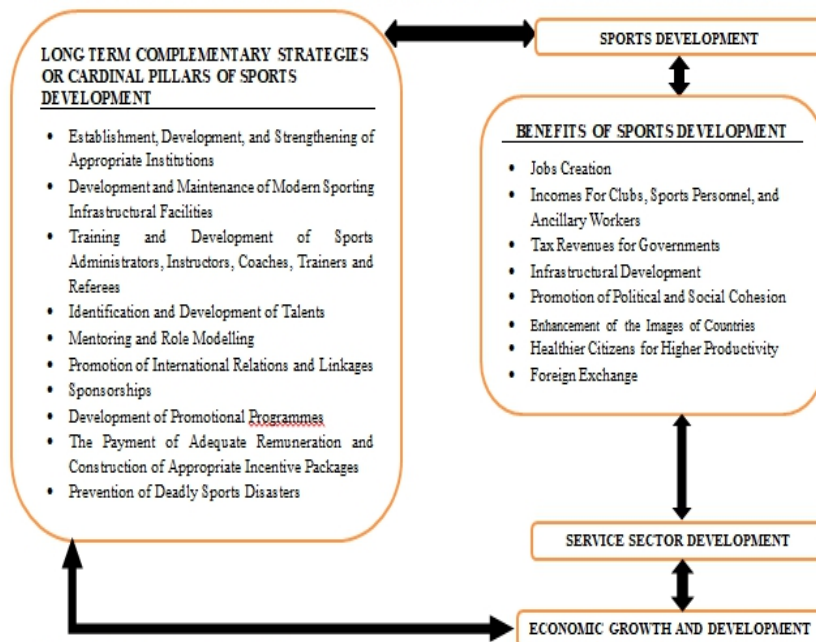 LONG TERM COMPLEMENTARY STRATEGIES
OR CARDINAL PILLARS OF SPORTS
DEVELOPMENT
• Establishment, Development, and Strengthening of
Appropriate Institutions
• Development and Maintenance of Modern Sporting
Infrastructural Facilities
• Training and Development of Sports
Administrators, Instructors, Coaches, Trainers and
Referees
• Identification and Development of Talents
• Mentoring and Role Modelling
• Promotion of International Relations and Linkages
• Sponsorships
• Development of Promotional Programmes
• The Payment of Adequate Remuneration and
Construction of Appropriate Incentive Packages
• Prevention of Deadly Sports Disasters
SPORTS DEVELOPMENT
BENEFITS OF SPORTS DEVELOPMENT
• Jobs Creation
• Incomes For Clubs, Sports Personnel, and
Ancillary Workers
• Tax Revenues for Governments
• Infrastructural Development
• Promotion of Political and Social Cohesion
• Enhancement of the Images of Countries
• Healthier Citizens for Higher Productivity
• Foreign Exchange
SERVICE SECTOR DEVELOPMENT
ECONOMIC GROWTH AND DEVELOPMENT